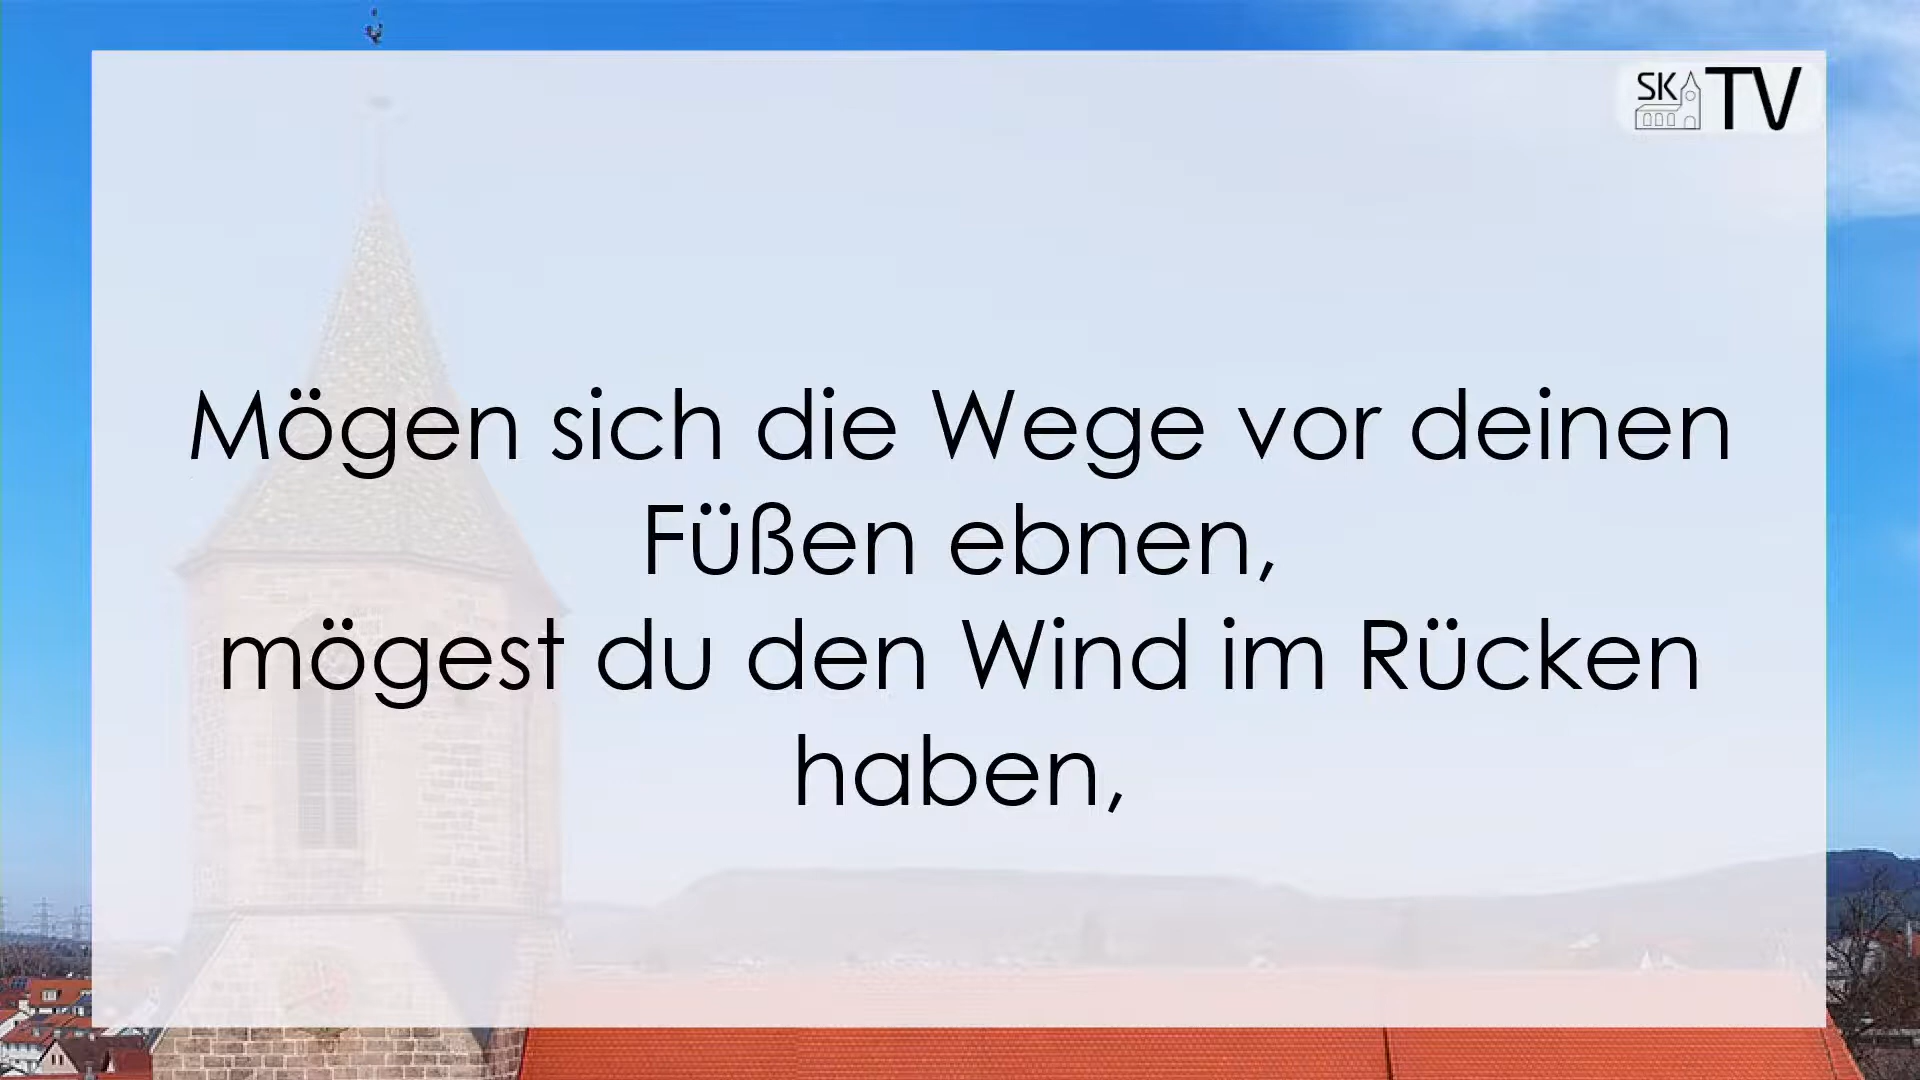 SK TV
Mögen sich die Wege vor deinen
Füßen ebnen,
mögest du den Wind im Rücken
haben,